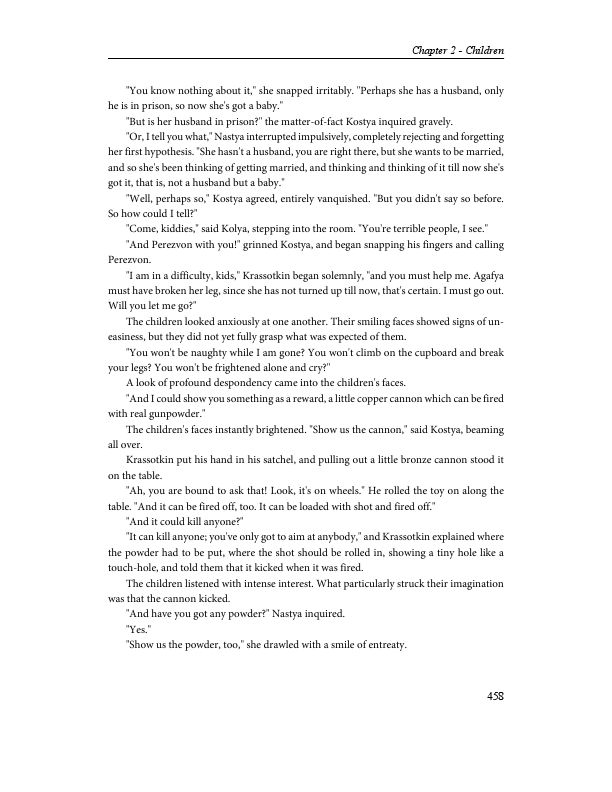 Chapter 2 - Children
"You know nothing about it," she snapped irritably. "Perhaps she has a husband, only
he is in prison, so now she's got a baby."
"But is her husband in prison?" the matter-of-fact Kostya inquired gravely.
"Or, I tell you what," Nastya interrupted impulsively, completely rejecting and forgetting
her first hypothesis. "She hasn't a husband, you are right there, but she wants to be married,
and so she's been thinking of getting married, and thinking and thinking of it till now she's
got it, that is, not a husband but a baby."
"Well, perhaps so," Kostya agreed, entirely vanquished. "But you didn't say so before.
So how could I tell?"
"Come, kiddies," said Kolya, stepping into the room. "You're terrible people, I see."
"And Perezvon with you!" grinned Kostya, and began snapping his fingers and calling
Perezvon.
"I am in a difficulty, kids," Krassotkin began solemnly, "and you must help me. Agafya
must have broken her leg, since she has not turned up till now, that's certain. I must go out.
Will you let me go?"
The children looked anxiously at one another. Their smiling faces showed signs of un-
easiness, but they did not yet fully grasp what was expected of them.
"You won't be naughty while I am gone? You won't climb on the cupboard and break
your legs? You won't be frightened alone and cry?"
A look of profound despondency came into the children's faces.
"And I could show you something as a reward, a little copper cannon which can be fired
with real gunpowder."
The children's faces instantly brightened. "Show us the cannon," said Kostya, beaming
all over.
Krassotkin put his hand in his satchel, and pulling out a little bronze cannon stood it
on the table.
"Ah, you are bound to ask that! Look, it's on wheels." He rolled the toy on along the
table. "And it can be fired off, too. It can be loaded with shot and fired off."
"And it could kill anyone?"
"It can kill anyone; you've only got to aim at anybody," and Krassotkin explained where
the powder had to be put, where the shot should be rolled in, showing a tiny hole like a
touch-hole, and told them that it kicked when it was fired.
The children listened with intense interest. What particularly struck their imagination
was that the cannon kicked.
"And have you got any powder?" Nastya inquired.
"Yes."
"Show us the powder, too," she drawled with a smile of entreaty.
458